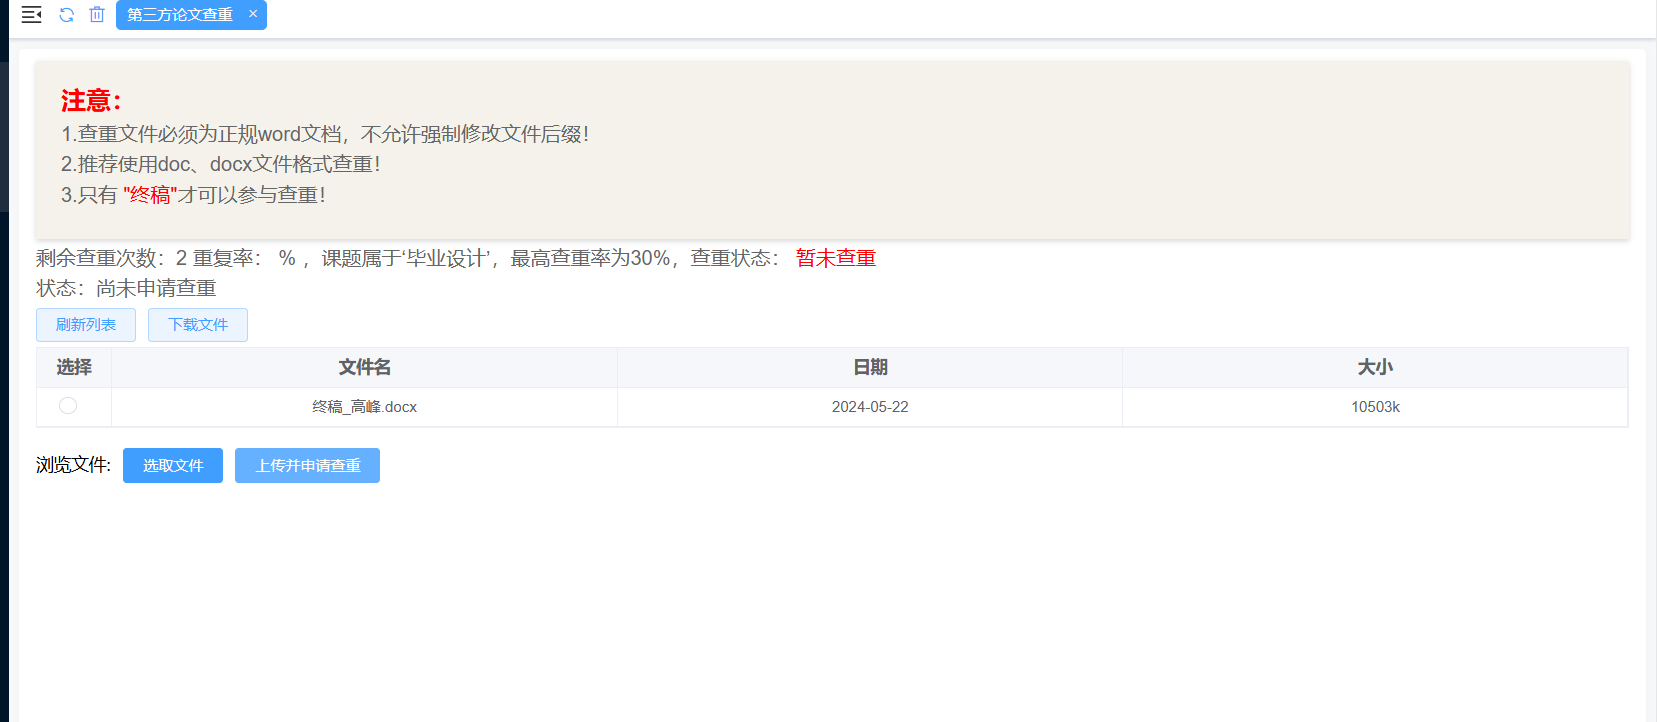 第三方论文查重 ×
注意：
1.查重文件必须为正规word文档，不允许强制修改文件后缀！
2.推荐使用doc、docx文件格式查重！
3.只有 "终稿"才可以参与查重！
剩余查重次数：2 重复率： % ，课题属于‘毕业设计’，最高查重率为30%，查重状态： 暂未查重
状态：尚未申请查重
刷新列表 下载文件
选择 文件名 日期 大小
终稿_高峰.docx 2024-05-22 10503k
浏览文件: 选取文件 上传并申请查重